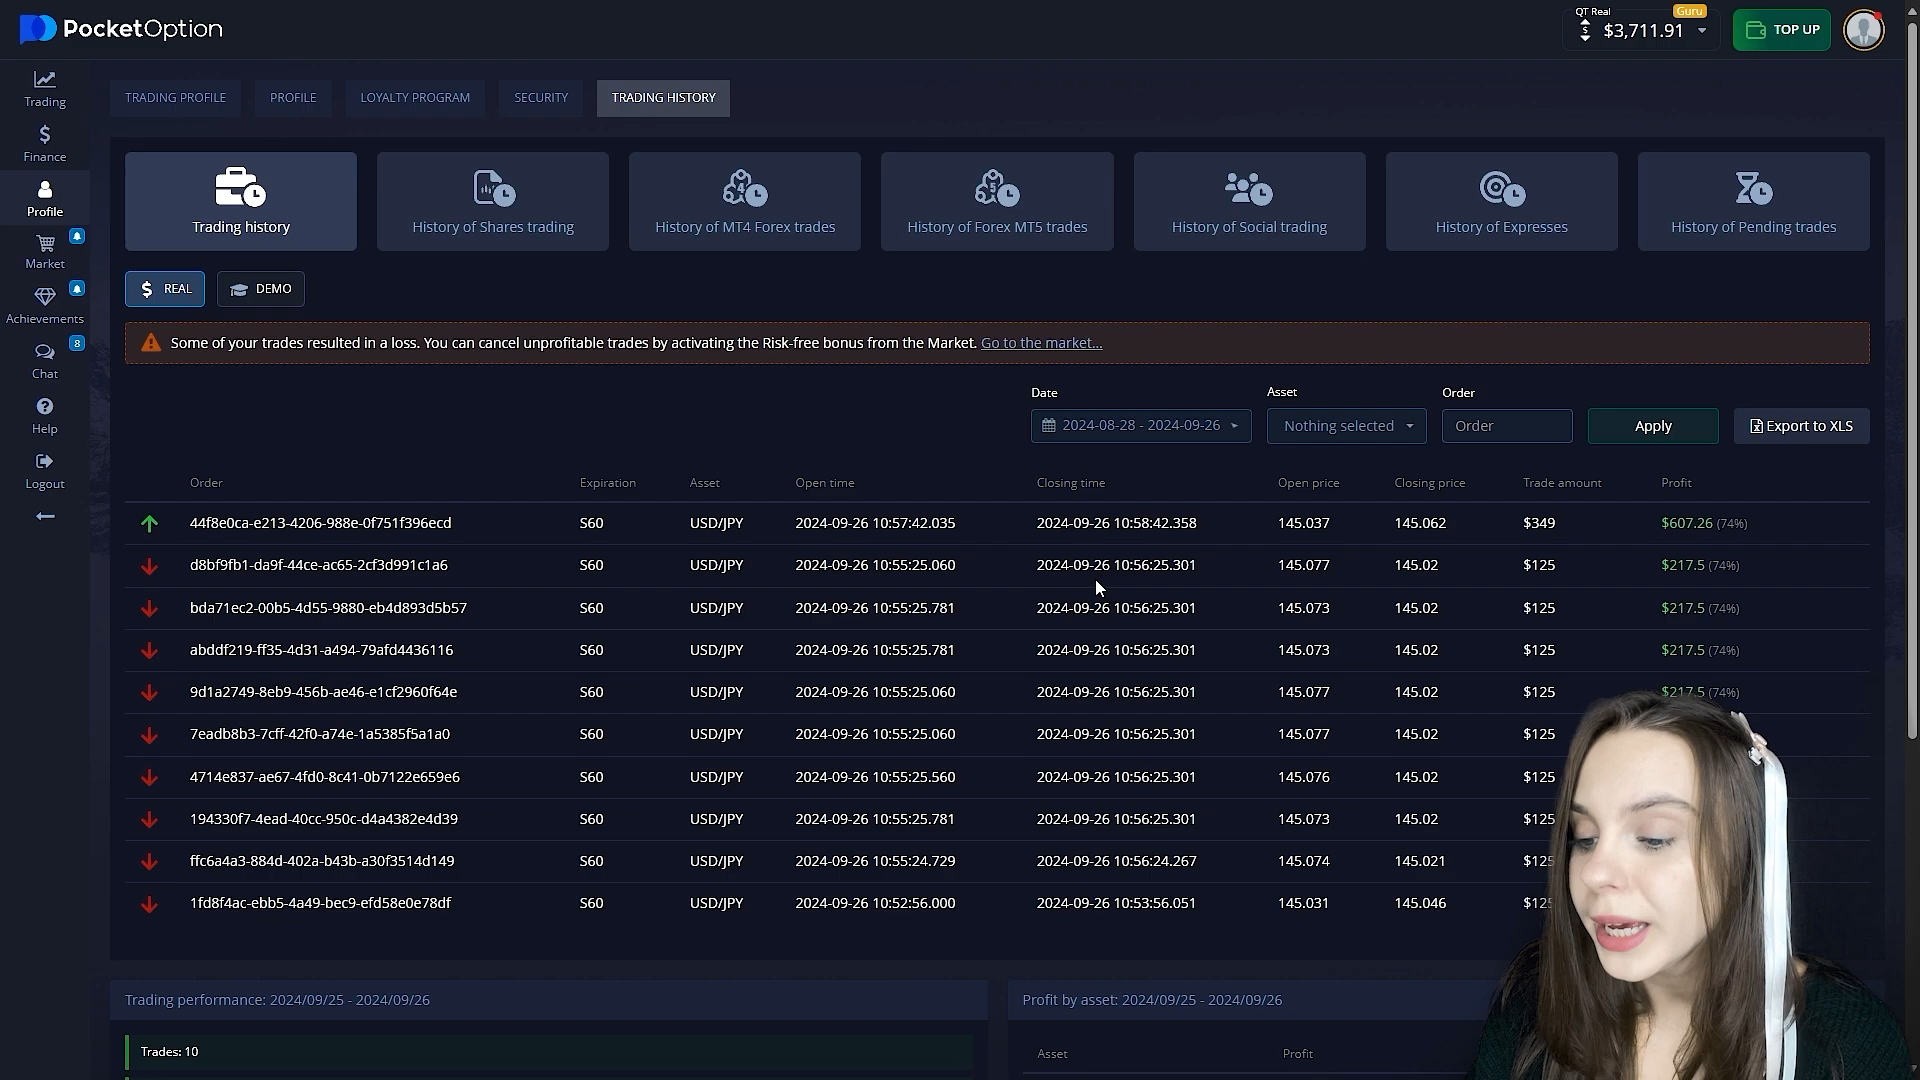 PocketOption
QT Real
Guru
$
$3,711.91
TOP UP
Trading
Finance
Profile
Market
Achievements
8
Chat
Help
Logout
TRADING PROFILE
PROFILE
LOYALTY PROGRAM
SECURITY
TRADING HISTORY
Trading history
History of Shares trading
4
History of MT4 Forex trades
5
History of Forex MT5 trades
History of Social trading
History of Expresses
History of Pending trades
$ REAL
DEMO
Some of your trades resulted in a loss. You can cancel unprofitable trades by activating the Risk-free bonus from the Market. Go to the market...
Date
Asset
Order
2024-08-28 - 2024-09-26
Nothing selected
Order
Apply
Export to XLS
Order Expiration Asset Open time Closing time Open price Closing price Trade amount Profit
44f8e0ca-e213-4206-988e-0f751f396ecd S60 USD/JPY 2024-09-26 10:57:42.035 2024-09-26 10:58:42.358 145.037 145.062 $349 $607.26 (74%)
d8bf9fb1-da9f-44ce-ac65-2cf3d991c1a6 S60 USD/JPY 2024-09-26 10:55:25.060 2024-09-26 10:56:25.301 145.077 145.02 $125 $217.5 (74%)
bda71ec2-00b5-4d55-9880-eb4d893d5b57 S60 USD/JPY 2024-09-26 10:55:25.781 2024-09-26 10:56:25.301 145.073 145.02 $125 $217.5 (74%)
abddf219-ff35-4d31-a494-79afd4436116 S60 USD/JPY 2024-09-26 10:55:25.781 2024-09-26 10:56:25.301 145.073 145.02 $125 $217.5 (74%)
9d1a2749-8eb9-456b-ae46-e1cf2960f64e S60 USD/JPY 2024-09-26 10:55:25.060 2024-09-26 10:56:25.301 145.077 145.02 $125 $217.5 (74%)
7eadb8b3-7cff-42f0-a74e-1a5385f5a1a0 S60 USD/JPY 2024-09-26 10:55:25.060 2024-09-26 10:56:25.301 145.077 145.02 $125
4714e837-ae67-4fd0-8c41-0b7122e659e6 S60 USD/JPY 2024-09-26 10:55:25.560 2024-09-26 10:56:25.301 145.076 145.02 $125
194330f7-4ead-40cc-950c-d4a4382e4d39 S60 USD/JPY 2024-09-26 10:55:25.781 2024-09-26 10:56:25.301 145.073 145.02 $125
ffc6a4a3-884d-402a-b43b-a30f3514d149 S60 USD/JPY 2024-09-26 10:55:24.729 2024-09-26 10:56:24.267 145.074 145.021 $125
1fd8f4ac-ebb5-4a49-bec9-efd58e0e78df S60 USD/JPY 2024-09-26 10:52:56.000 2024-09-26 10:53:56.051 145.031 145.046 $125
Trading performance: 2024/09/25 - 2024/09/26
Trades: 10
Profit by asset: 2024/09/25 - 2024/09/26
Asset Profit